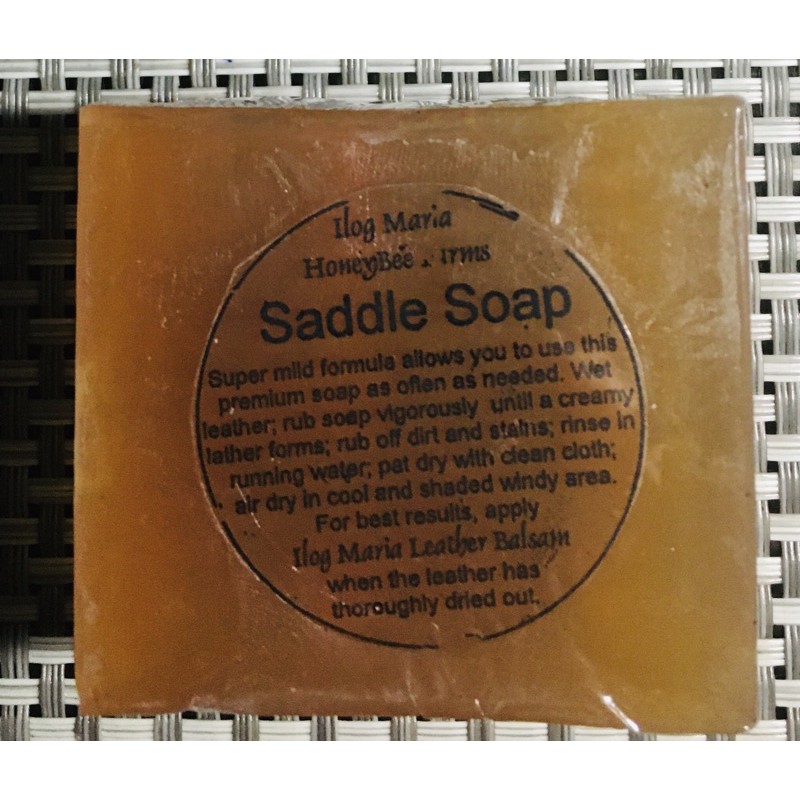 Ilog Maria
HoneyBee
Saddle Soap
Super mild formula allows you to use this
premium soap as often as needed. Wet
leather; rub soap vigorously until a creamy
lather forms; rub off dirt and stains; rinse in
running water; pat dry with clean cloth;
air dry in cool and shaded windy area.
For best results, apply
Ilog Maria Leather Balsam
when the leather has
thoroughly dried out.